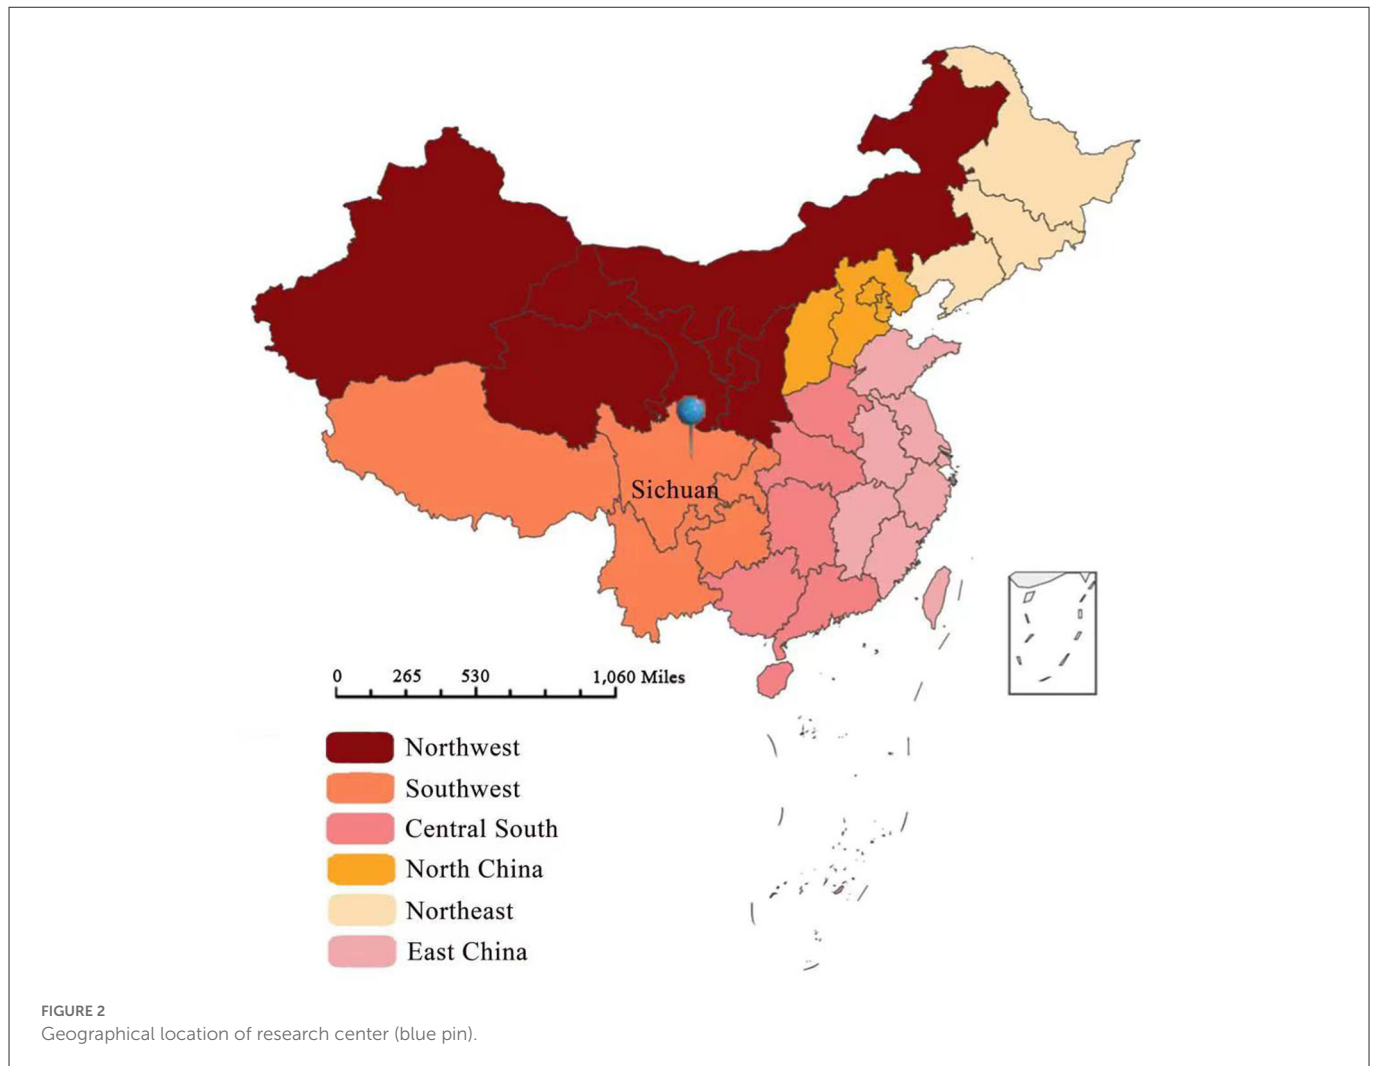 Sichuan
0 265 530 1,060 Miles
Northwest
Southwest
Central South
North China
Northeast
East China
FIGURE 2
Geographical location of research center (blue pin).